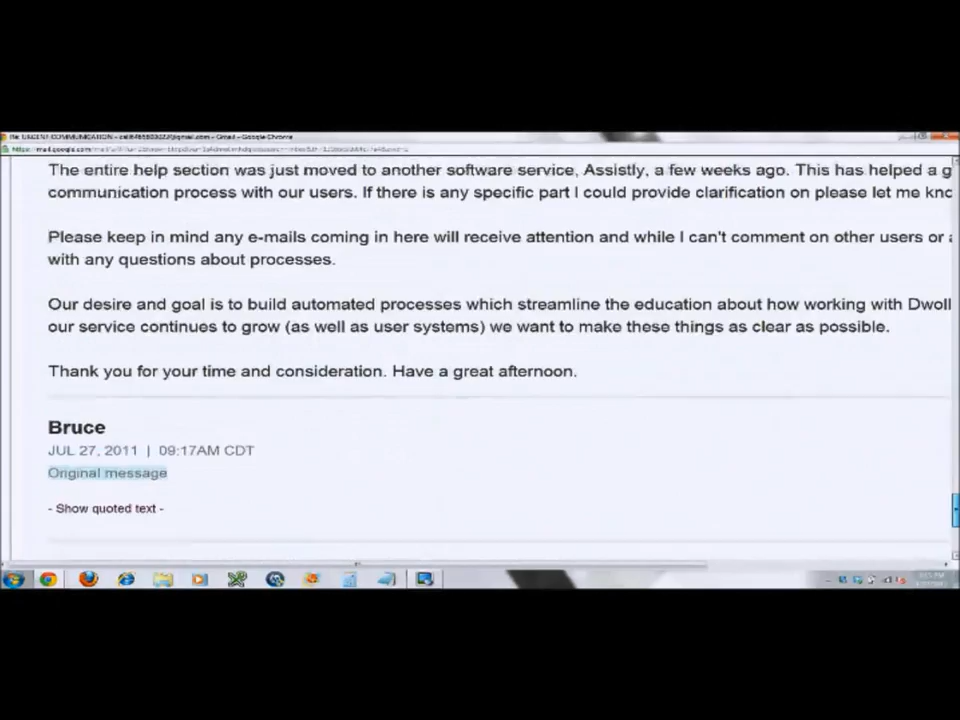 URGENT COMMUNICATION - Gmail - Google Chrome
The entire help section was just moved to another software service, Assistly, a few weeks ago. This has helped a g
communication process with our users. If there is any specific part I could provide clarification on please let me kno
Please keep in mind any e-mails coming in here will receive attention and while I can't comment on other users or a
with any questions about processes.
Our desire and goal is to build automated processes which streamline the education about how working with Dwoll
our service continues to grow (as well as user systems) we want to make these things as clear as possible.
Thank you for your time and consideration. Have a great afternoon.
Bruce
JUL 27, 2011 | 09:17AM CDT
Original message
- Show quoted text -